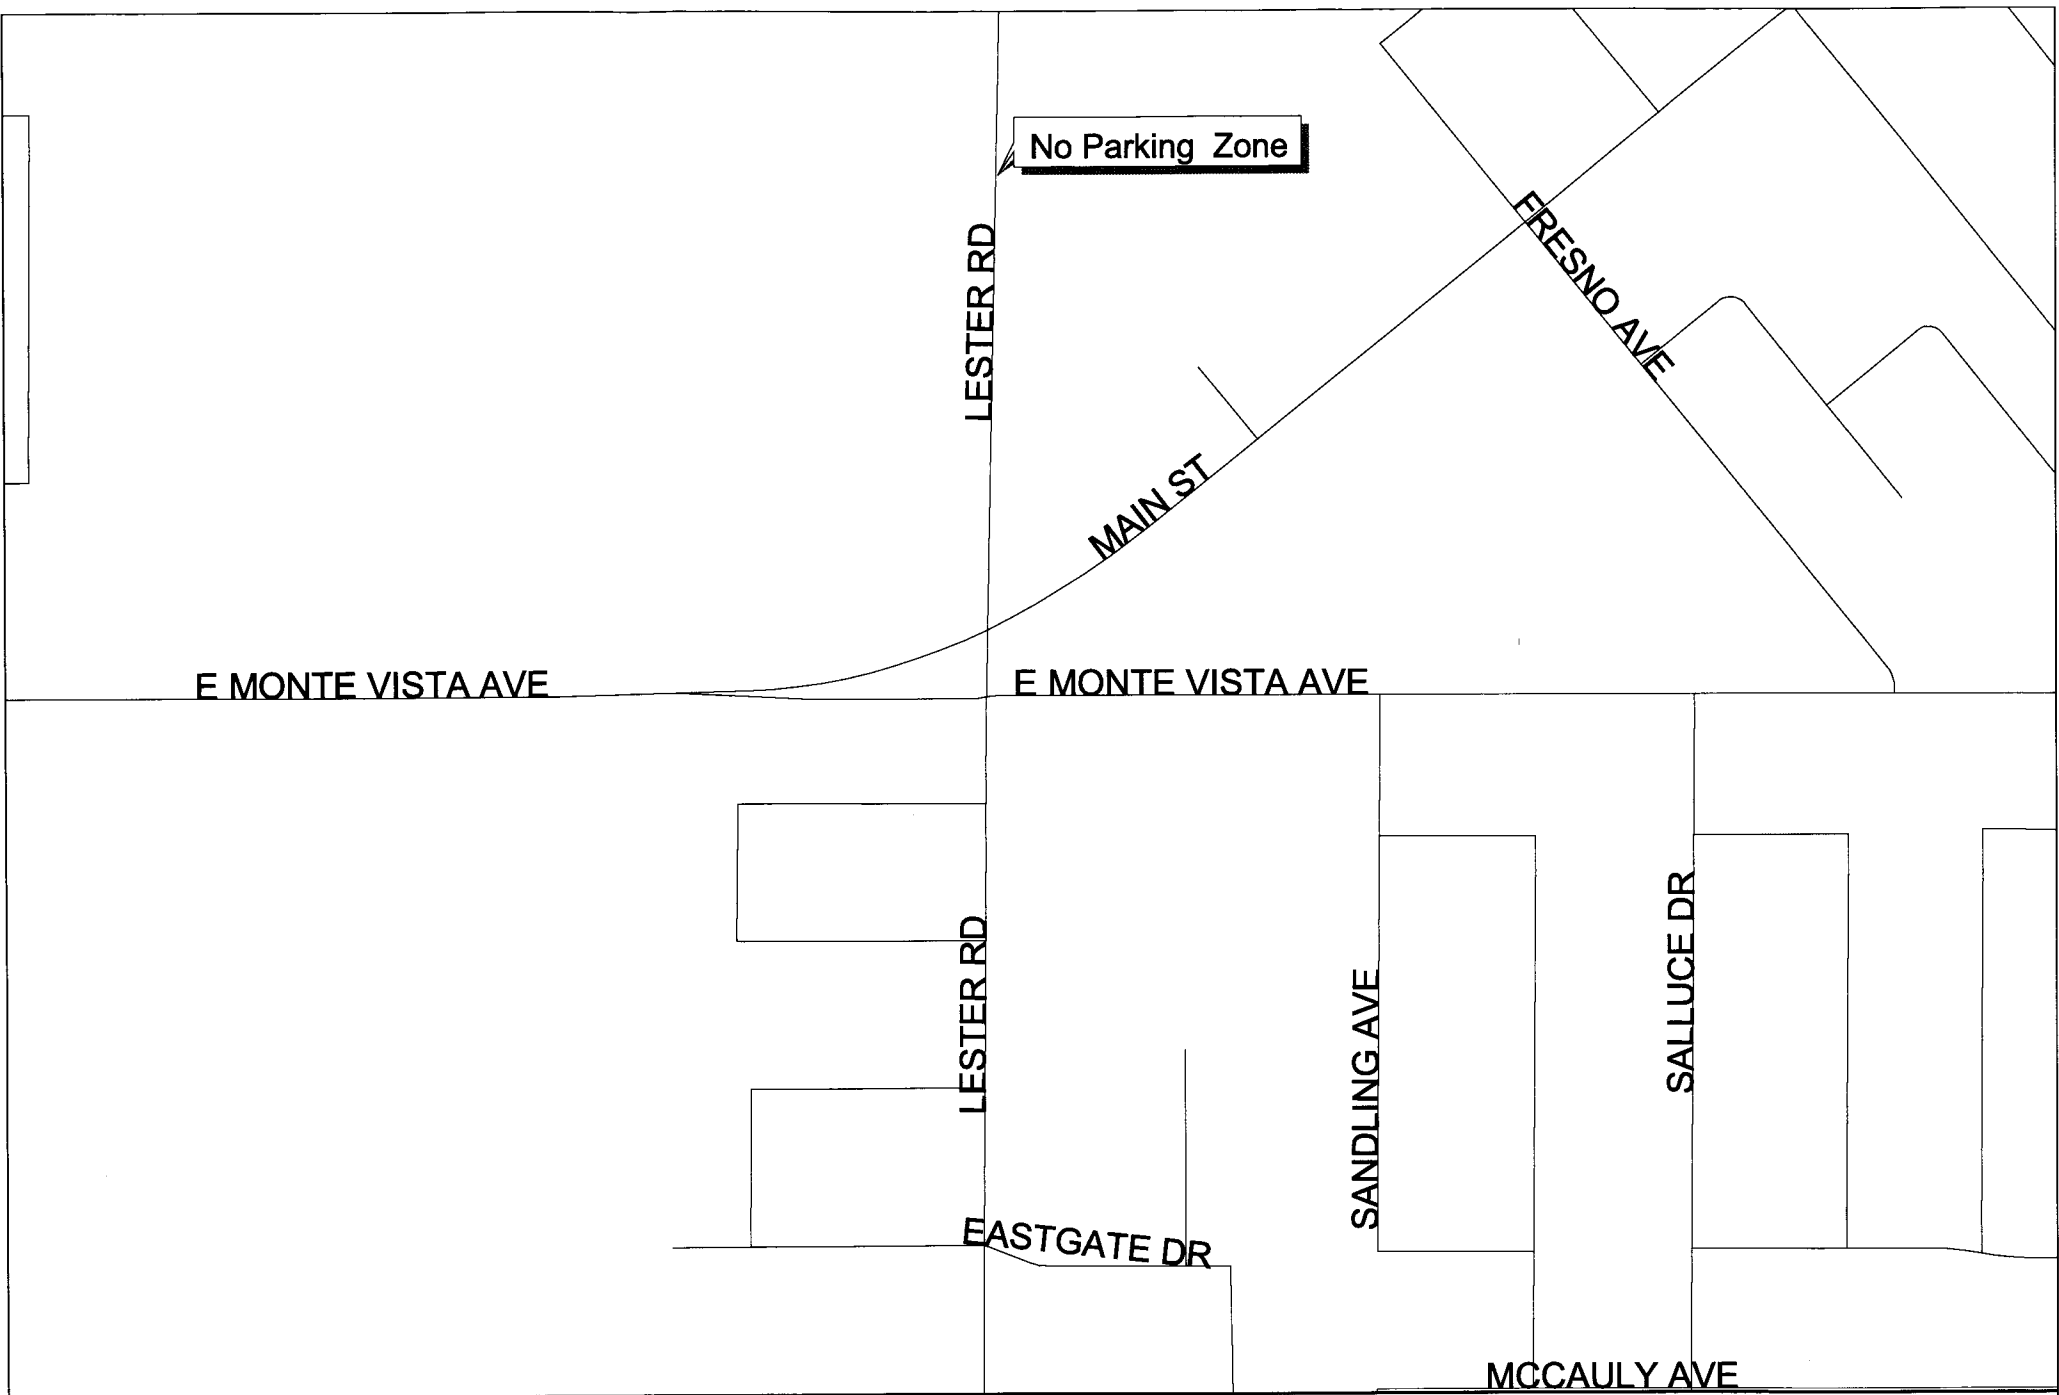 No Parking Zone
LESTER RD
FRESNO AVE
MAIN ST
E MONTE VISTA AVE
E MONTE VISTA AVE
LESTER RD
SANDLING AVE
SALLUCE DR
EASTGATE DR
MCCAULY AVE